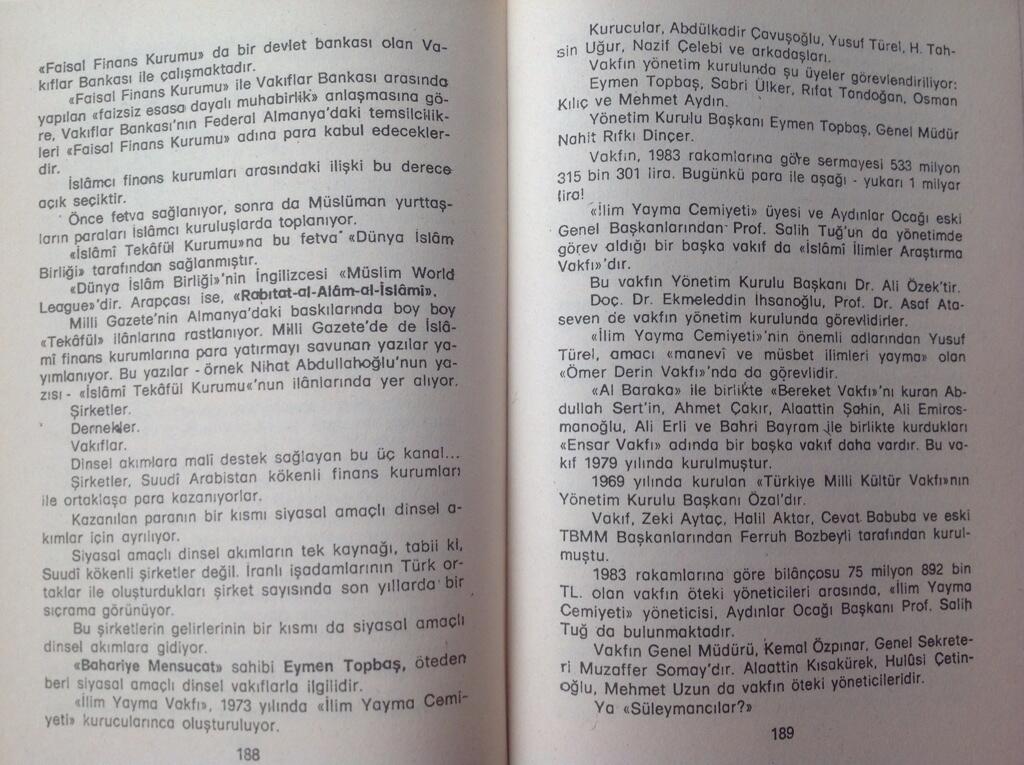 «Faisal Finans Kurumu» da bir devlet bankası olan Va-
kıflar Bankası ile çalışmaktadır.
«Faisal Finans Kurumu» ile Vakıflar Bankası arasında
yapılan «faizsiz esasa dayalı muhabirlik» anlaşmasına gö-
re, Vakıflar Bankası'nın Federal Almanya'daki temsilcilik-
leri «Faisal Finans Kurumu» adına para kabul edecekler-
dir.
İslâmcı finans kurumları arasındaki ilişki bu derece
açık seçiktir.
Önce fetva sağlanıyor, sonra da Müslüman yurttaş-
ların paraları İslâmcı kuruluşlarda toplanıyor.
«İslâmî Tekâfül Kurumu»na bu fetva «Dünya İslâm
Birliği» tarafından sağlanmıştır.
«Dünya İslâm Birliği»'nin İngilizcesi «Müslim World
League»'dir. Arapçası ise, «Rabıtat-al-Alâm-al-İslâmî».
Milli Gazete'nin Almanya'daki baskılarında boy boy
«Tekâfül» ilânlarına rastlanıyor. Milli Gazete'de de İslâ-
mî finans kurumlarına para yatırmayı savunan yazılar ya-
yımlanıyor. Bu yazılar - örnek Nihat Abdullahoğlu'nun ya-
zısı - «İslâmî Tekâfül Kurumu«'nun ilânlarında yer alıyor.
Şirketler.
Dernekler.
Vakıflar.
Dinsel akımlara malî destek sağlayan bu üç kanal...
Şirketler, Suudî Arabistan kökenli finans kurumları
ile ortaklaşa para kazanıyorlar.
Kazanılan paranın bir kısmı siyasal amaçlı dinsel a-
kımlar için ayrılıyor.
Siyasal amaçlı dinsel akımların tek kaynağı, tabii ki,
Suudî kökenli şirketler değil. İranlı işadamlarının Türk or-
taklar ile oluşturdukları şirket sayısında son yıllarda bir
sıçrama görünüyor.
Bu şirketlerin gelirlerinin bir kısmı da siyasal amaçlı
dinsel akımlara gidiyor.
«Bahariye Mensucat» sahibi Eymen Topbaş, öteden
beri siyasal amaçlı dinsel vakıflarla ilgilidir.
«İlim Yayma Vakfı», 1973 yılında «İlim Yayma Cemi-
yeti» kurucularınca oluşturuluyor.
188
Kurucular, Abdülkadir Çavuşoğlu, Yusuf Türel, H. Tah-
sin Uğur, Nazif Çelebi ve arkadaşları.
Vakfın yönetim kurulunda şu üyeler görevlendiriliyor:
Eymen Topbaş, Sabri Ülker, Rıfat Tandoğan, Osman
Kılıç ve Mehmet Aydın.
Yönetim Kurulu Başkanı Eymen Topbaş, Genel Müdür
Nahit Rıfkı Dinçer.
Vakfın, 1983 rakamlarına göre sermayesi 533 milyon
315 bin 301 lira. Bugünkü para ile aşağı - yukarı 1 milyar
lira!
«İlim Yayma Cemiyeti» üyesi ve Aydınlar Ocağı eski
Genel Başkanlarından Prof. Salih Tuğ'un da yönetimde
görev aldığı bir başka vakıf da «İslâmî İlimler Araştırma
Vakfı»'dır.
Bu vakfın Yönetim Kurulu Başkanı Dr. Ali Özek'tir.
Doç. Dr. Ekmeleddin İhsanoğlu, Prof. Dr. Asaf Ata-
seven de vakfın yönetim kurulunda görevlidirler.
«İlim Yayma Cemiyeti»'nin önemli adlarından Yusuf
Türel, amacı «manevî ve müsbet ilimleri yayma» olan
«Ömer Derin Vakfı»'nda da görevlidir.
«Al Baraka» ile birlikte «Bereket Vakfı»'nı kuran Ab-
dullah Sert'in, Ahmet Çakır, Alaattin Şahin, Ali Emiros-
manoğlu, Ali Erli ve Bahri Bayram ile birlikte kurdukları
«Ensar Vakfı» adında bir başka vakıf daha vardır. Bu va-
kıf 1979 yılında kurulmuştur.
1969 yılında kurulan «Türkiye Milli Kültür Vakfı»nın
Yönetim Kurulu Başkanı Özal'dır.
Vakıf, Zeki Aytaç, Halil Aktar, Cevat Babuba ve eski
TBMM Başkanlarından Ferruh Bozbeyli tarafından kurul-
muştu.
1983 rakamlarına göre bilânçosu 75 milyon 892 bin
TL. olan vakfın öteki yöneticileri arasında, «İlim Yayma
Cemiyeti» yöneticisi, Aydınlar Ocağı Başkanı Prof. Salih
Tuğ da bulunmaktadır.
Vakfın Genel Müdürü, Kemal Özpınar, Genel Sekrete-
ri Muzaffer Somay'dır. Alaattin Kısakürek, Hulûsi Çetin-
oğlu, Mehmet Uzun da vakfın öteki yöneticileridir.
Ya «Süleymancılar?»
189